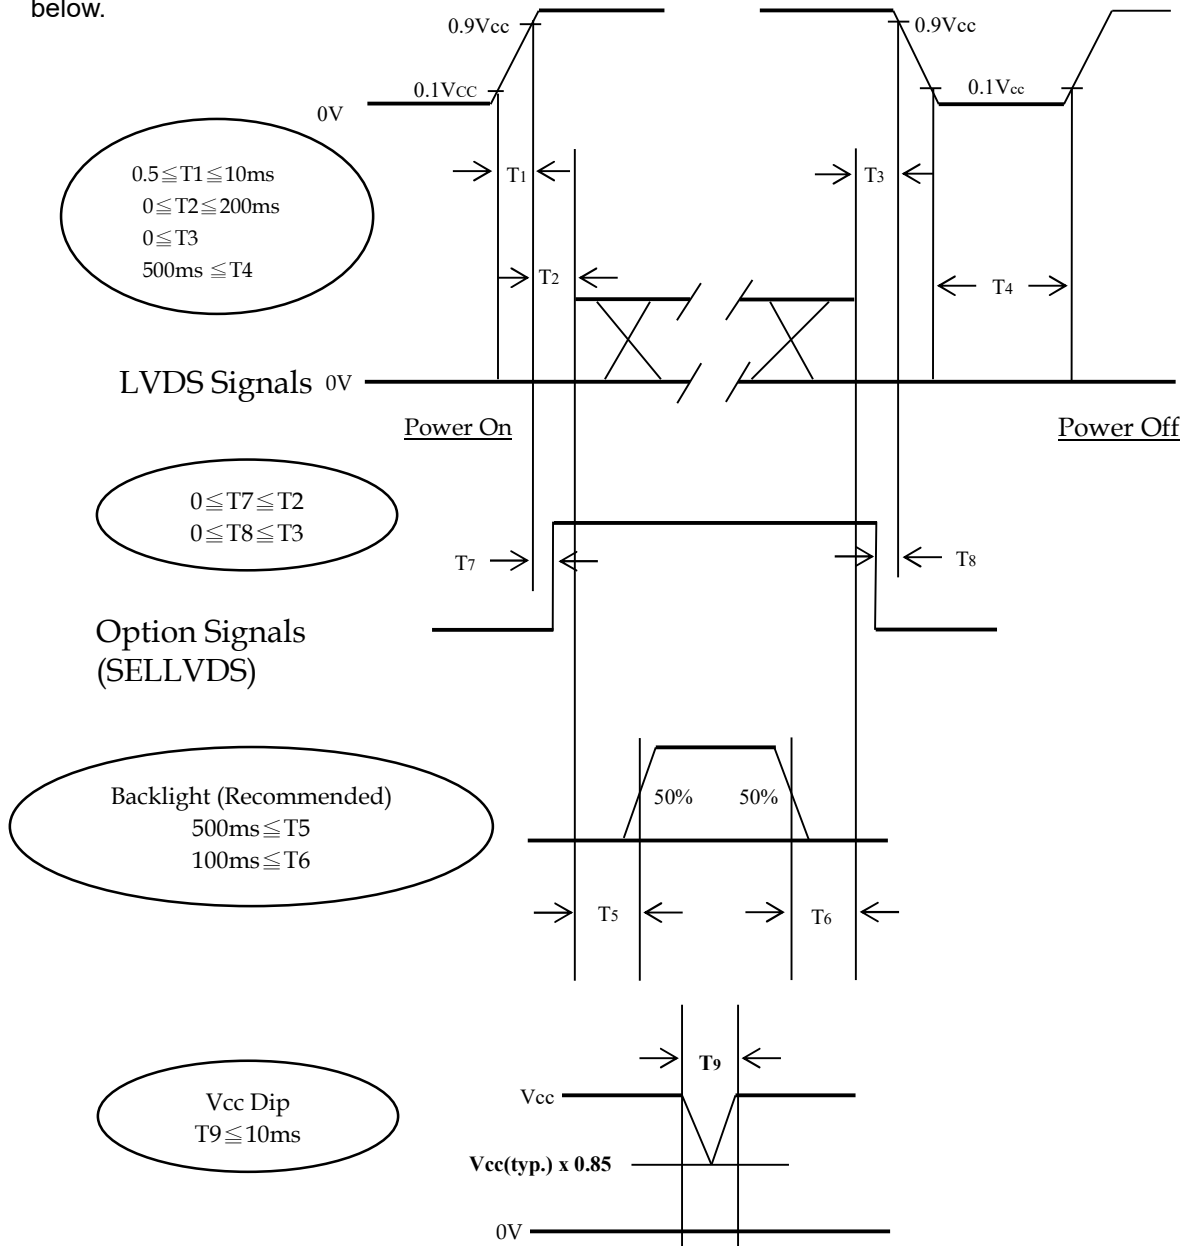 below.
0.9Vcc
0.9Vcc
0.1VCC
0.1Vcc
0V
0.5≦T1≦10ms
0≦T2≦200ms
0≦T3
500ms ≦T4
T1
T3
T2
T4
LVDS Signals 0V
Power On
Power Off
0≦T7≦T2
0≦T8≦T3
T7
T8
Option Signals
(SELLVDS)
Backlight (Recommended)
500ms≦T5
100ms≦T6
50%
50%
T5
T6
T9
Vcc Dip
T9≦10ms
Vcc
Vcc(typ.) x 0.85
0V